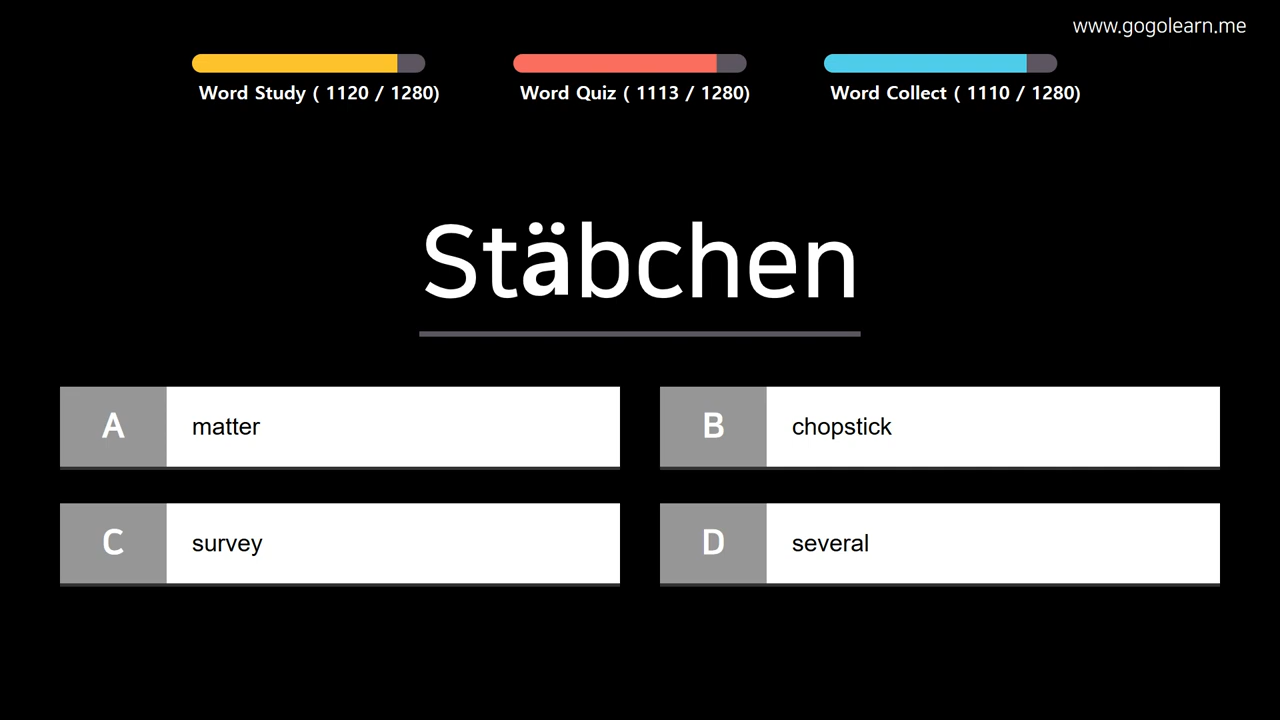 www.gogolearn.me
Word Study ( 1120 / 1280)
Word Quiz ( 1113 / 1280)
Word Collect ( 1110 / 1280)
Stäbchen
A matter
B chopstick
C survey
D several